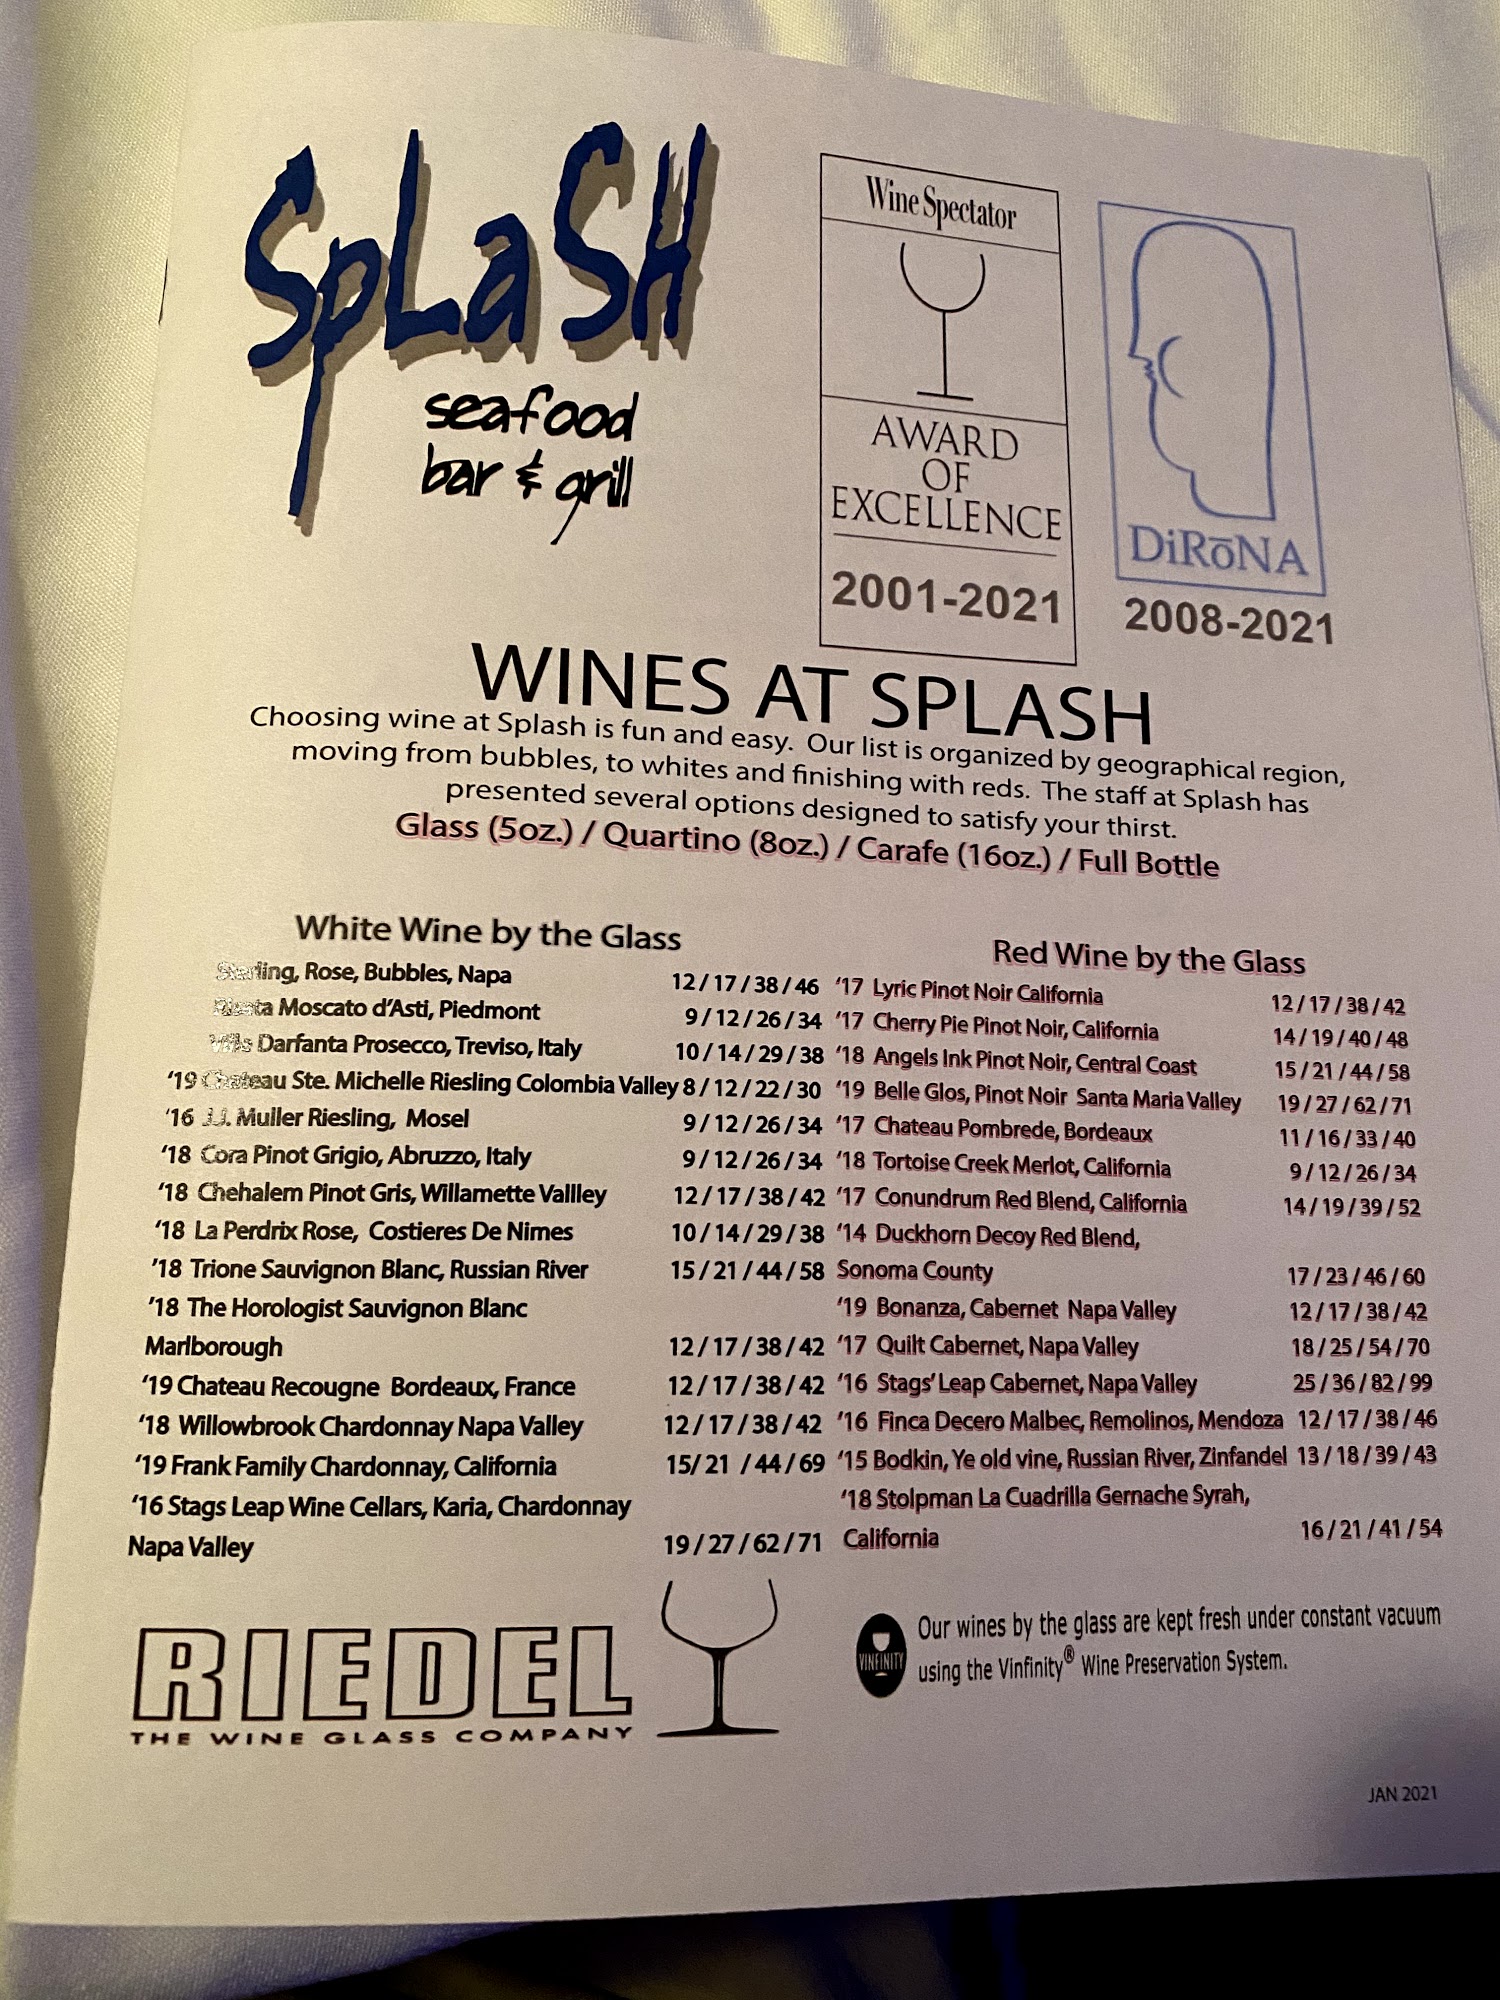 SpLaSH
seafood
bar & grill
Wine Spectator
AWARD
OF
EXCELLENCE
2001-2021
DiRōNA
2008-2021
WINES AT SPLASH
Choosing wine at Splash is fun and easy. Our list is organized by geographical region,
moving from bubbles, to whites and finishing with reds. The staff at Splash has
presented several options designed to satisfy your thirst.
Glass (5oz.) / Quartino (8oz.) / Carafe (16oz.) / Full Bottle
White Wine by the Glass
Sterling, Rose, Bubbles, Napa 12 / 17 / 38 / 46
Moscato d'Asti, Piedmont 9 / 12 / 26 / 34
Villa Darfanta Prosecco, Treviso, Italy 10 / 14 / 29 / 38
'19 Chateau Ste. Michelle Riesling Colombia Valley 8 / 12 / 22 / 30
'16 J.J. Muller Riesling, Mosel 9 / 12 / 26 / 34
'18 Cora Pinot Grigio, Abruzzo, Italy 9 / 12 / 26 / 34
'18 Chehalem Pinot Gris, Willamette Vallley 12 / 17 / 38 / 42
'18 La Perdrix Rose, Costieres De Nimes 10 / 14 / 29 / 38
'18 Trione Sauvignon Blanc, Russian River 15 / 21 / 44 / 58
'18 The Horologist Sauvignon Blanc
Marlborough 12 / 17 / 38 / 42
'19 Chateau Recougne Bordeaux, France 12 / 17 / 38 / 42
'18 Willowbrook Chardonnay Napa Valley 12 / 17 / 38 / 42
'19 Frank Family Chardonnay, California 15/ 21 / 44 / 69
'16 Stags Leap Wine Cellars, Karia, Chardonnay
Napa Valley 19 / 27 / 62 / 71
Red Wine by the Glass
'17 Lyric Pinot Noir California 12 / 17 / 38 / 42
'17 Cherry Pie Pinot Noir, California 14 / 19 / 40 / 48
'18 Angels Ink Pinot Noir, Central Coast 15 / 21 / 44 / 58
'19 Belle Glos, Pinot Noir Santa Maria Valley 19 / 27 / 62 / 71
'17 Chateau Pombrede, Bordeaux 11 / 16 / 33 / 40
'18 Tortoise Creek Merlot, California 9 / 12 / 26 / 34
'17 Conundrum Red Blend, California 14 / 19 / 39 / 52
'14 Duckhorn Decoy Red Blend,
Sonoma County 17 / 23 / 46 / 60
'19 Bonanza, Cabernet Napa Valley 12 / 17 / 38 / 42
'17 Quilt Cabernet, Napa Valley 18 / 25 / 54 / 70
'16 Stags' Leap Cabernet, Napa Valley 25 / 36 / 82 / 99
'16 Finca Decero Malbec, Remolinos, Mendoza 12 / 17 / 38 / 46
'15 Bodkin, Ye old vine, Russian River, Zinfandel 13 / 18 / 39 / 43
'18 Stolpman La Cuadrilla Gernache Syrah,
California 16 / 21 / 41 / 54
RIEDEL
THE WINE GLASS COMPANY
VINFINITY
Our wines by the glass are kept fresh under constant vacuum
using the Vinfinity® Wine Preservation System.
JAN 2021